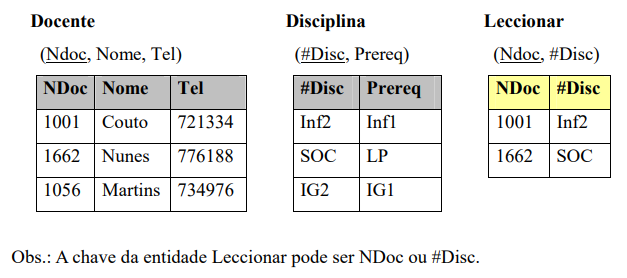 Docente
(Ndoc, Nome, Tel)
NDoc Nome Tel
1001 Couto 721334
1662 Nunes 776188
1056 Martins 734976
Disciplina
(#Disc, Prereq)
#Disc Prereq
Inf2 Inf1
SOC LP
IG2 IG1
Leccionar
(Ndoc, #Disc)
NDoc #Disc
1001 Inf2
1662 SOC
Obs.: A chave da entidade Leccionar pode ser NDoc ou #Disc.